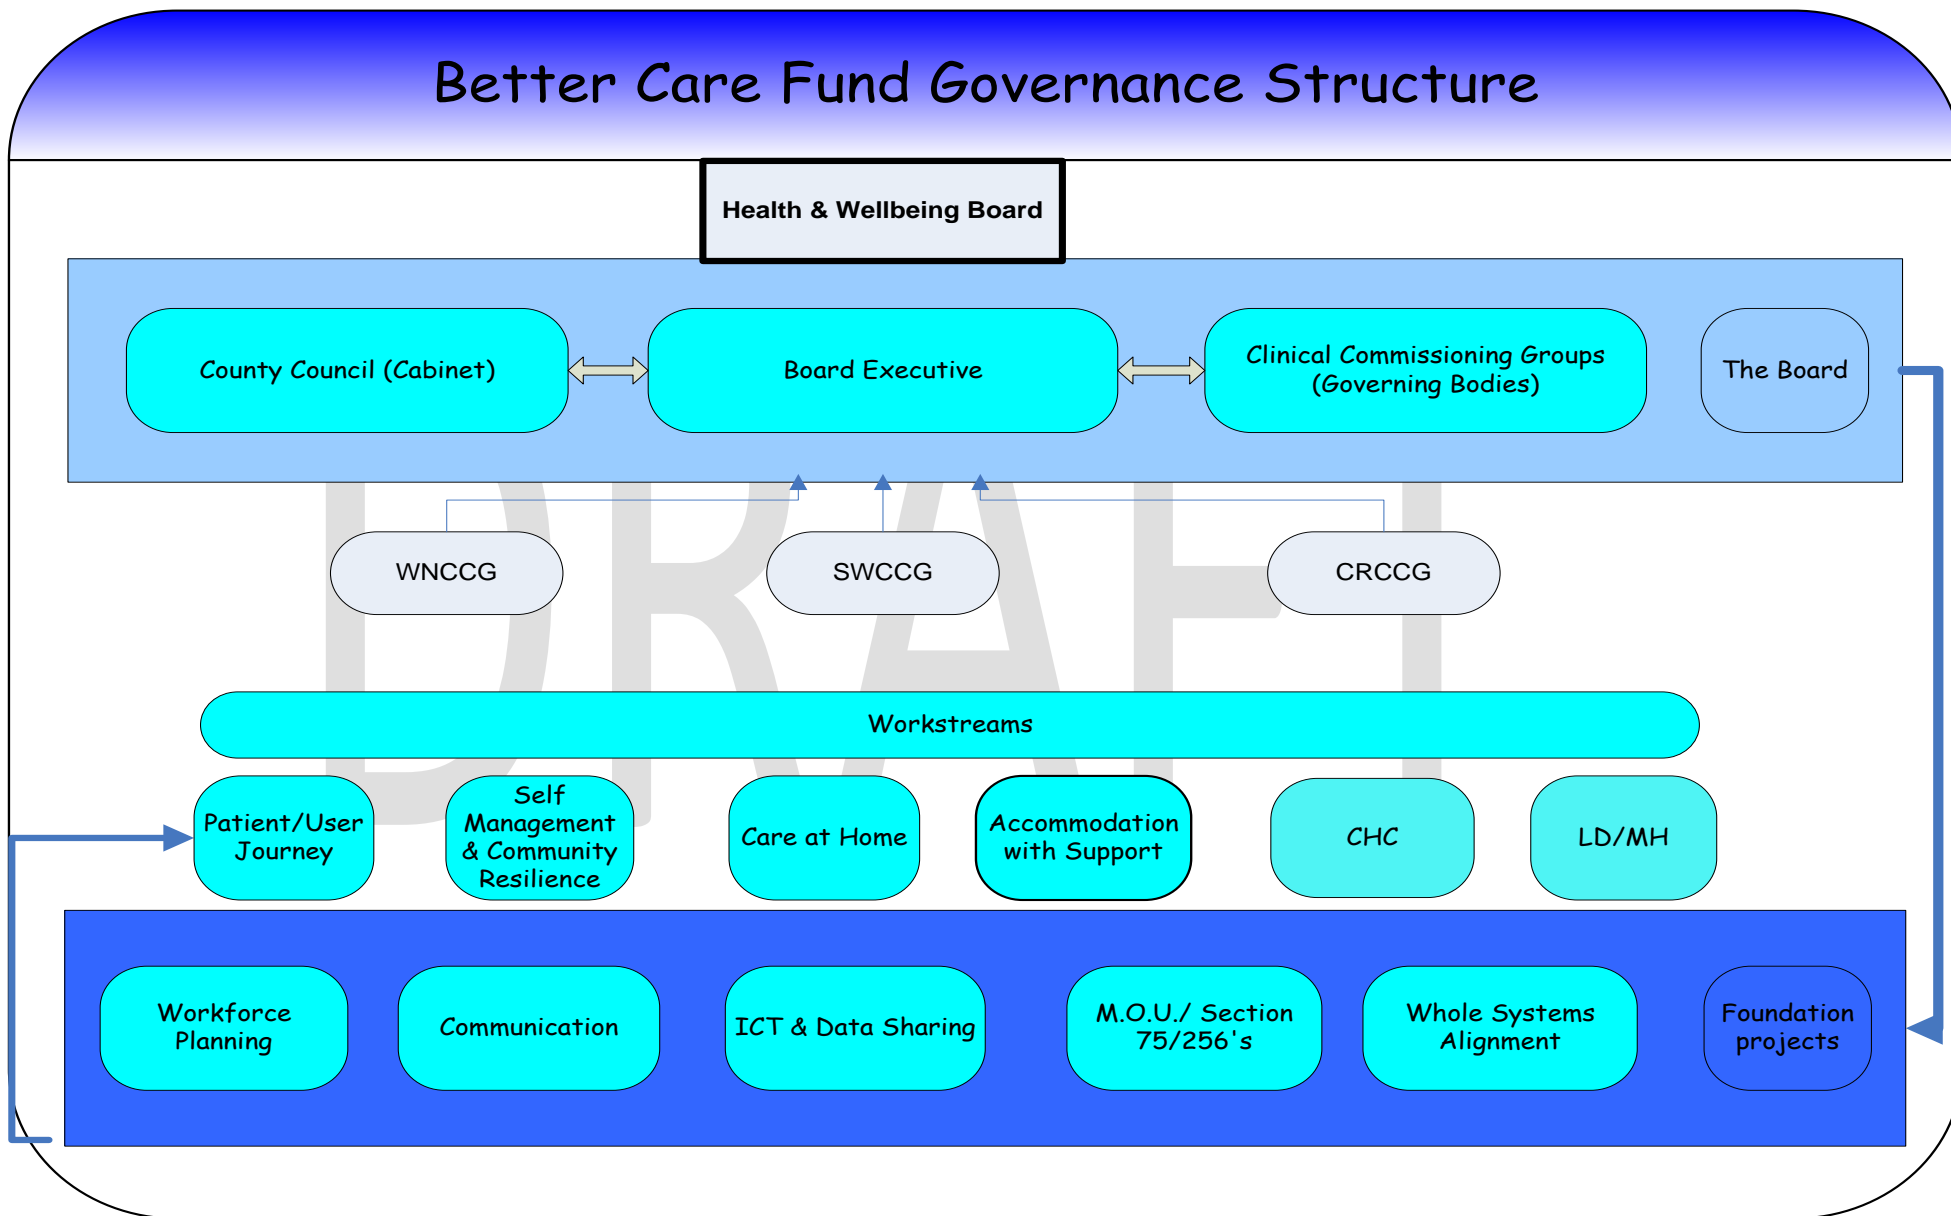 Better Care Fund Governance Structure
Health & Wellbeing Board
County Council (Cabinet)
Board Executive
Clinical Commissioning Groups
(Governing Bodies)
The Board
WNCCG
SWCCG
CRCCG
DRAFT
Workstreams
Patient/User
Journey
Self
Management
& Community
Resilience
Care at Home
Accommodation
with Support
CHC
LD/MH
Workforce
Planning
Communication
ICT & Data Sharing
M.O.U./ Section
75/256's
Whole Systems
Alignment
Foundation
projects